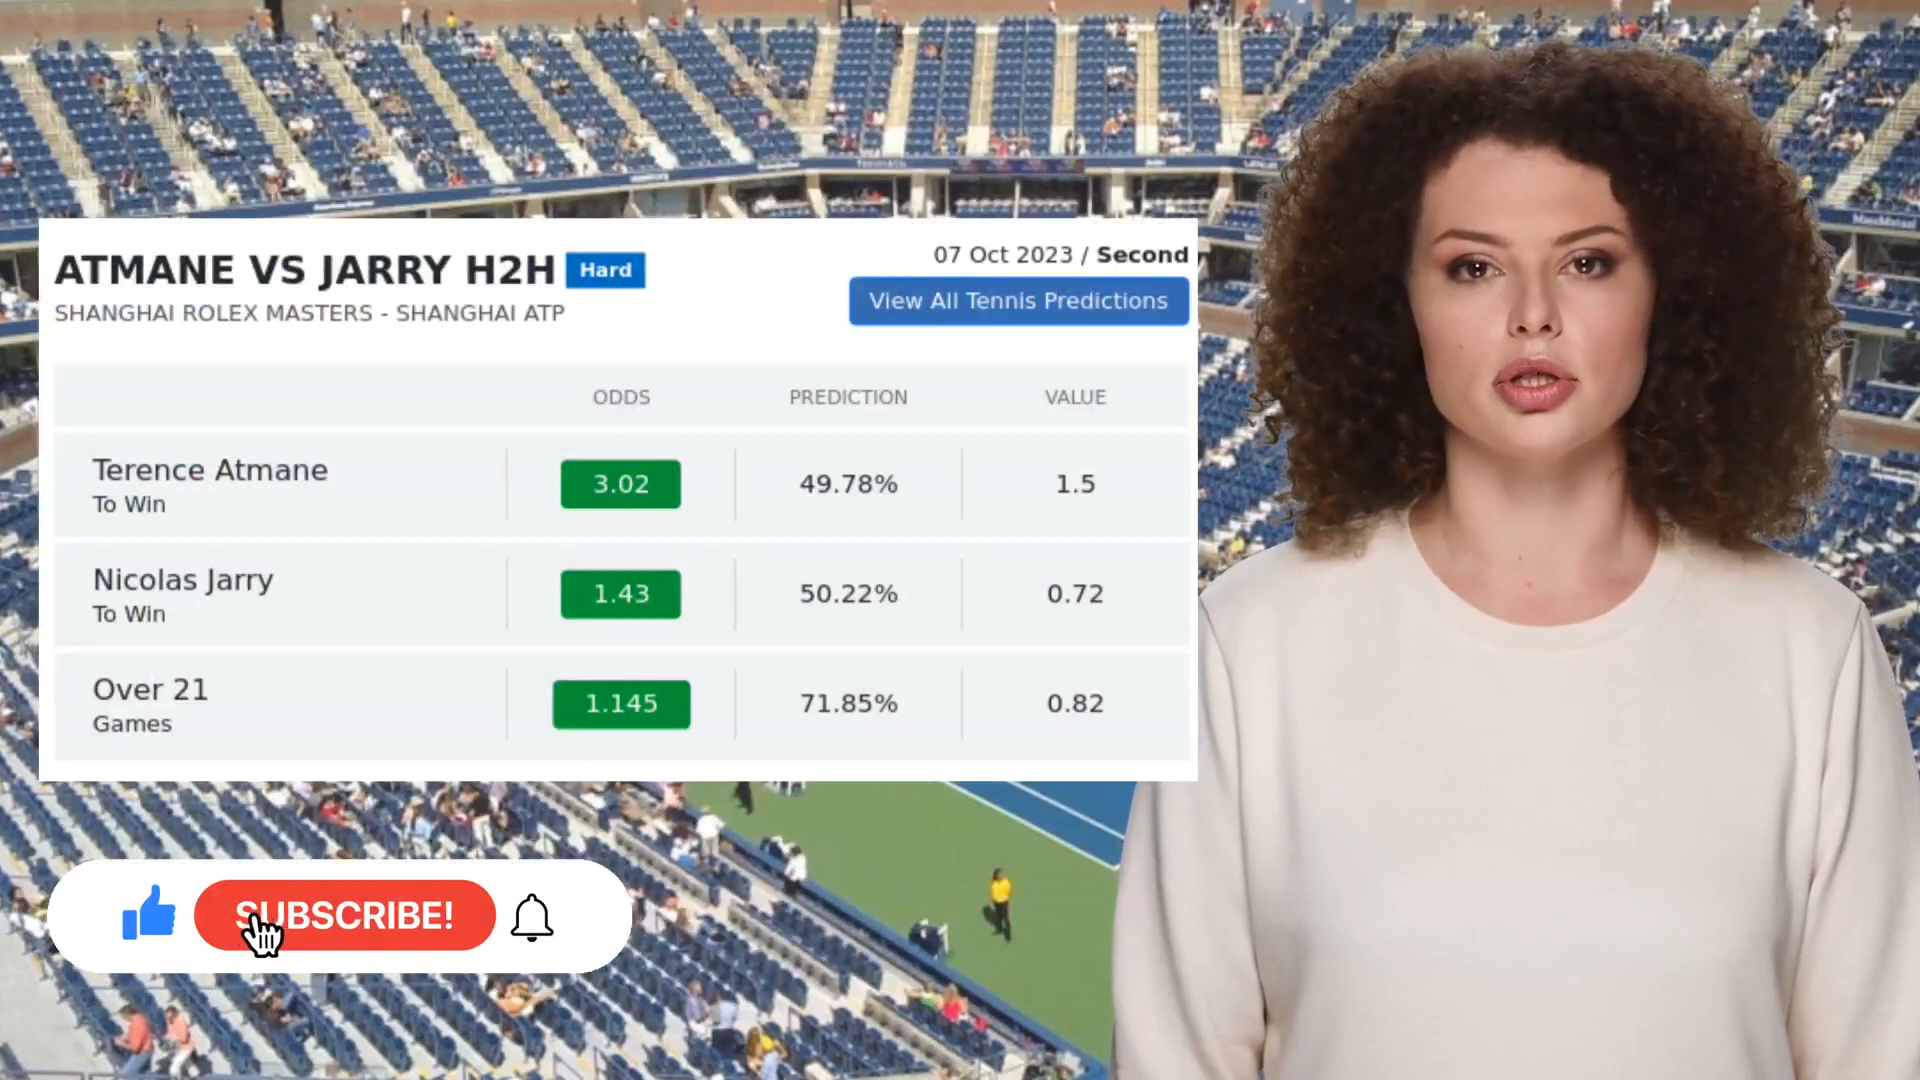 ATMANE VS JARRY H2H Hard
SHANGHAI ROLEX MASTERS - SHANGHAI ATP
07 Oct 2023 / Second
View All Tennis Predictions
ODDS PREDICTION VALUE
Terence Atmane
To Win
3.02 49.78% 1.5
Nicolas Jarry
To Win
1.43 50.22% 0.72
Over 21
Games
1.145 71.85% 0.82
SUBSCRIBE!